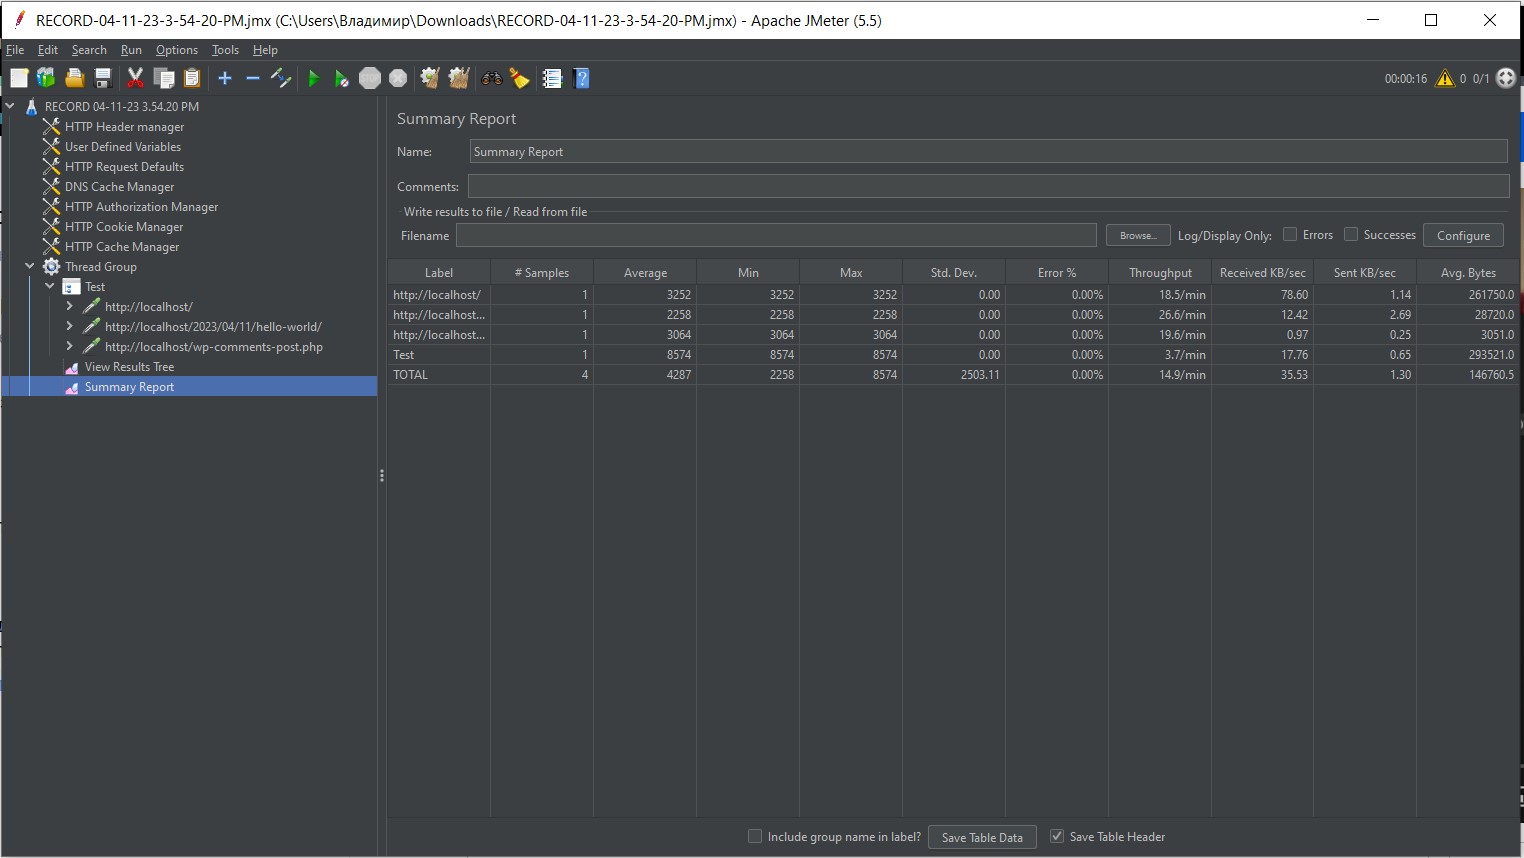 RECORD-04-11-23-3-54-20-PM.jmx (C:\Users\Владимир\Downloads\RECORD-04-11-23-3-54-20-PM.jmx) - Apache JMeter (5.5)
File Edit Search Run Options Tools Help
00:00:16 0 0/1
RECORD 04-11-23 3.54.20 PM
HTTP Header manager
User Defined Variables
HTTP Request Defaults
DNS Cache Manager
HTTP Authorization Manager
HTTP Cookie Manager
HTTP Cache Manager
Thread Group
Test
http://localhost/
http://localhost/2023/04/11/hello-world/
http://localhost/wp-comments-post.php
View Results Tree
Summary Report
Summary Report
Name: Summary Report
Comments:
Write results to file / Read from file
Filename Browse... Log/Display Only: Errors Successes Configure
Label # Samples Average Min Max Std. Dev. Error % Throughput Received KB/sec Sent KB/sec Avg. Bytes
http://localhost/ 1 3252 3252 3252 0.00 0.00% 18.5/min 78.60 1.14 261750.0
http://localhost... 1 2258 2258 2258 0.00 0.00% 26.6/min 12.42 2.69 28720.0
http://localhost... 1 3064 3064 3064 0.00 0.00% 19.6/min 0.97 0.25 3051.0
Test 1 8574 8574 8574 0.00 0.00% 3.7/min 17.76 0.65 293521.0
TOTAL 4 4287 2258 8574 2503.11 0.00% 14.9/min 35.53 1.30 146760.5
Include group name in label? Save Table Data Save Table Header